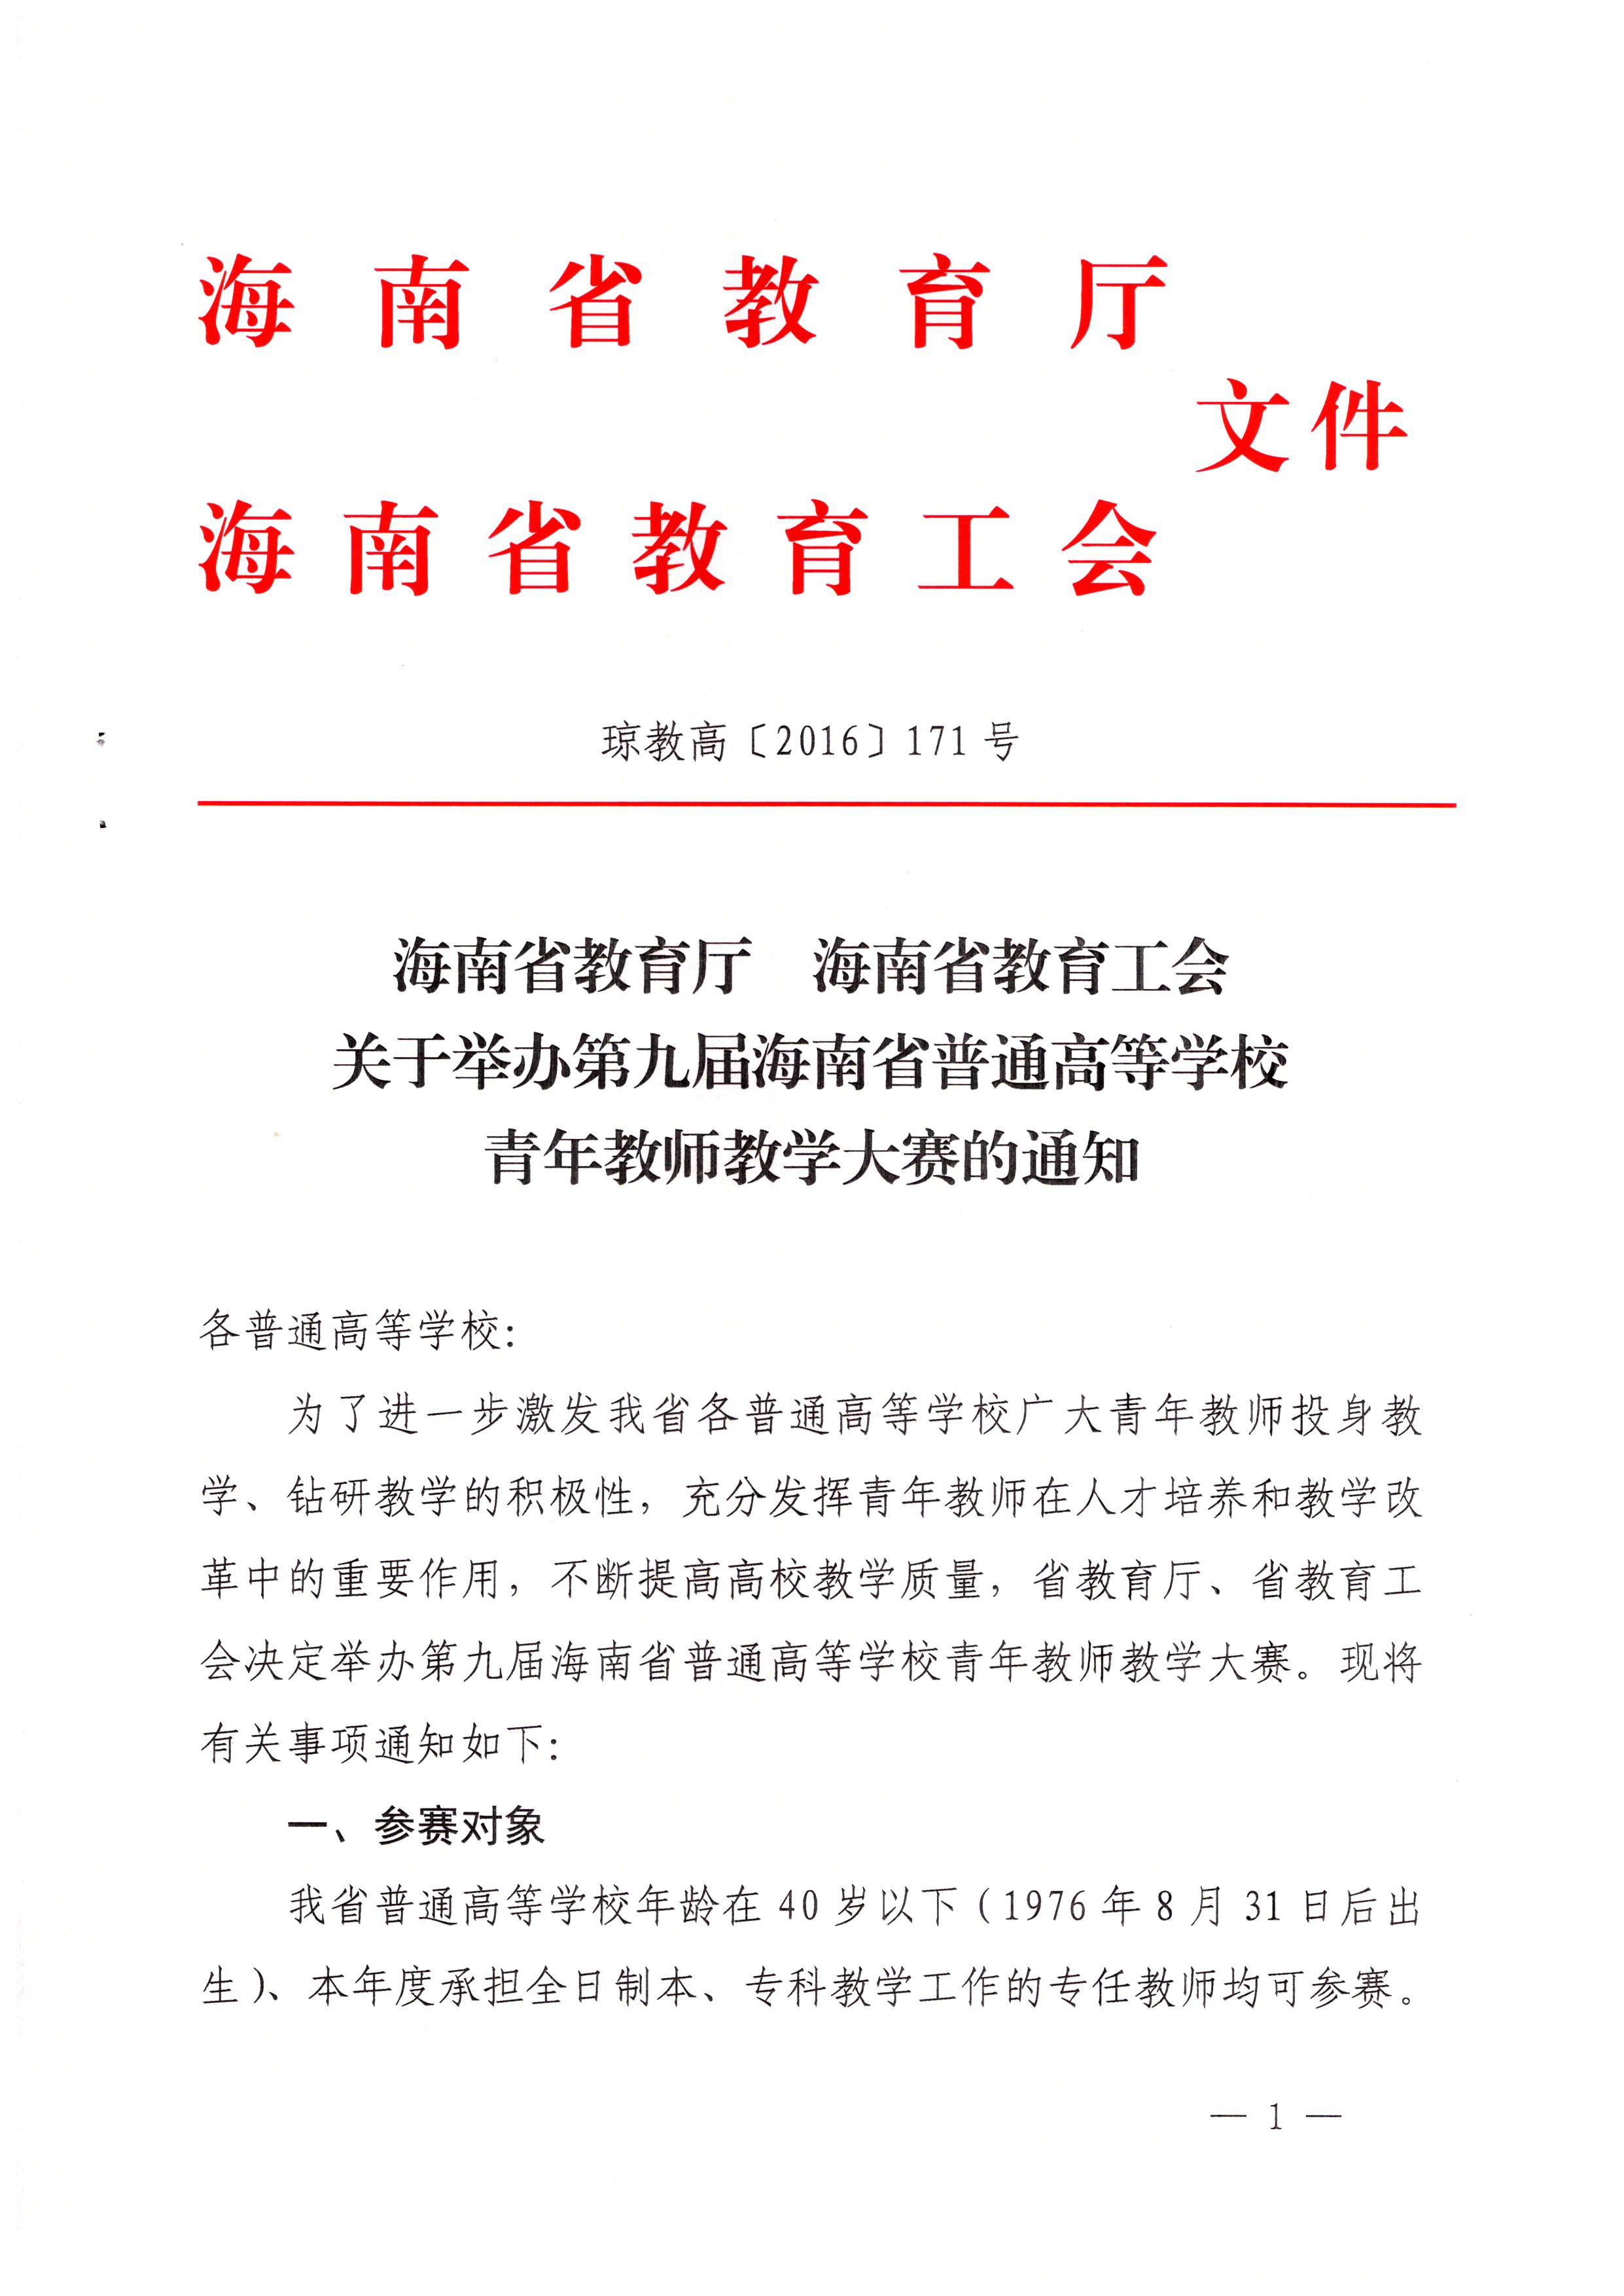 海南省教育厅
文件
海南省教育工会
琼教高〔2016〕171 号
海南省教育厅 海南省教育工会
关于举办第九届海南省普通高等学校
青年教师教学大赛的通知
各普通高等学校：
为了进一步激发我省各普通高等学校广大青年教师投身教
学、钻研教学的积极性，充分发挥青年教师在人才培养和教学改
革中的重要作用，不断提高高校教学质量，省教育厅、省教育工
会决定举办第九届海南省普通高等学校青年教师教学大赛。现将
有关事项通知如下：
一、参赛对象
我省普通高等学校年龄在 40 岁以下（1976 年 8 月 31 日后出
生）、本年度承担全日制本、专科教学工作的专任教师均可参赛。
— 1 —